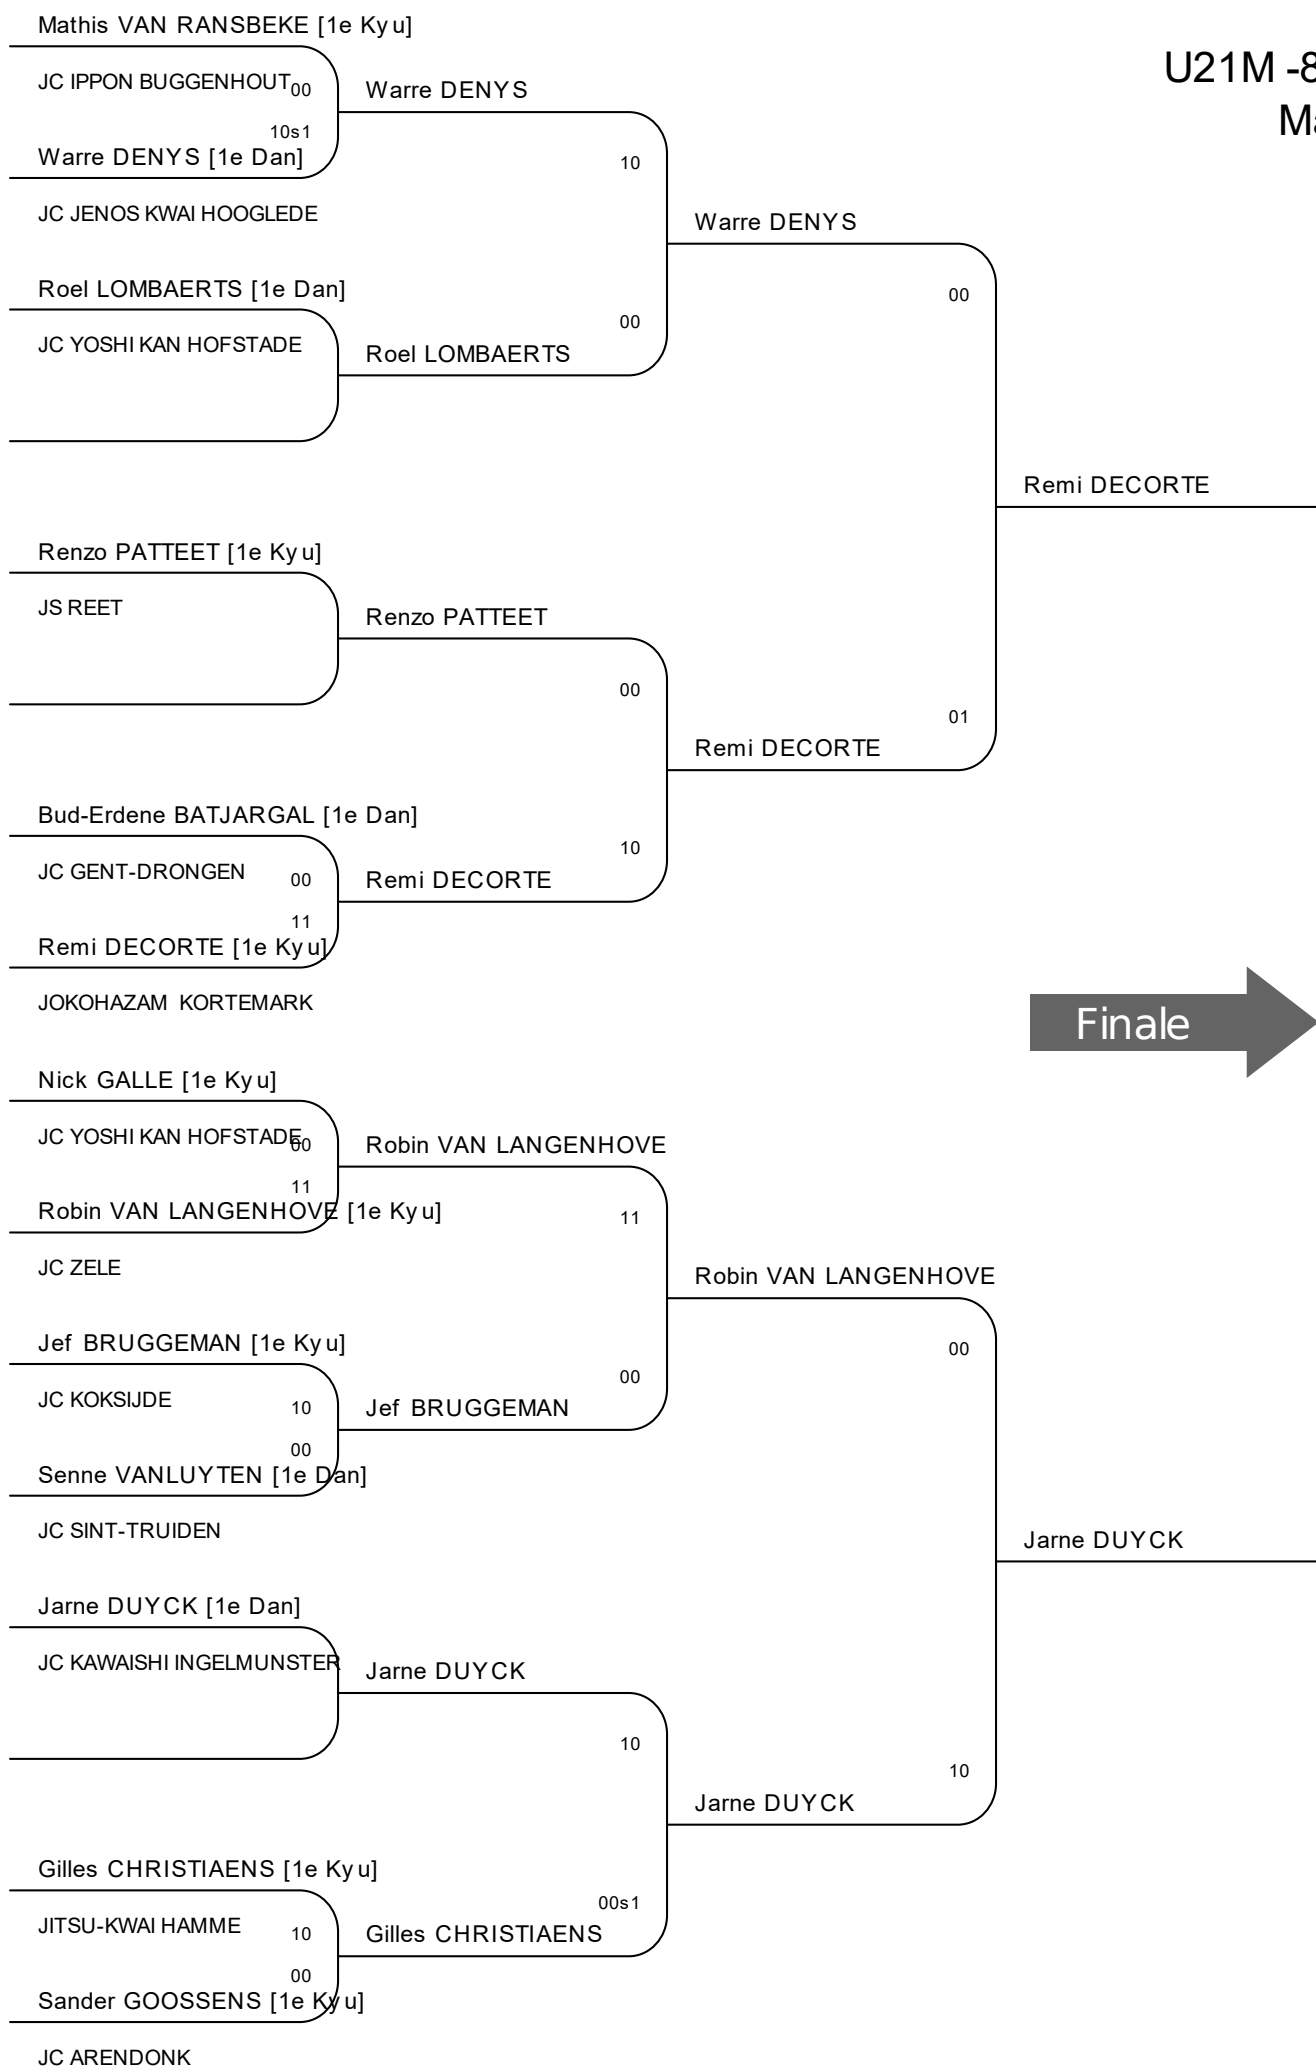 Mathis VAN RANSBEKE [1e Kyu]
U21M -8
JC IPPON BUGGENHOUT
00
Warre DENYS
Ma
10s1
Warre DENYS [1e Dan]
10
JC JENOS KWAI HOOGLEDE
Warre DENYS
Roel LOMBAERTS [1e Dan]
00
00
JC YOSHI KAN HOFSTADE
Roel LOMBAERTS
Remi DECORTE
Renzo PATTEET [1e Kyu]
JS REET
Renzo PATTEET
00
01
Remi DECORTE
Bud-Erdene BATJARGAL [1e Dan]
10
JC GENT-DRONGEN
00
Remi DECORTE
11
Remi DECORTE [1e Kyu]
JOKOHAZAM KORTEMARK
Finale
Nick GALLE [1e Kyu]
JC YOSHI KAN HOFSTADE
00
Robin VAN LANGENHOVE
11
Robin VAN LANGENHOVE [1e Kyu]
11
JC ZELE
Robin VAN LANGENHOVE
Jef BRUGGEMAN [1e Kyu]
00
00
JC KOKSIJDE
10
Jef BRUGGEMAN
00
Senne VANLUYTEN [1e Dan]
JC SINT-TRUIDEN
Jarne DUYCK
Jarne DUYCK [1e Dan]
JC KAWAISHI INGELMUNSTER
Jarne DUYCK
10
10
Jarne DUYCK
Gilles CHRISTIAENS [1e Kyu]
00s1
JITSU-KWAI HAMME
10
Gilles CHRISTIAENS
00
Sander GOOSSENS [1e Kyu]
JC ARENDONK